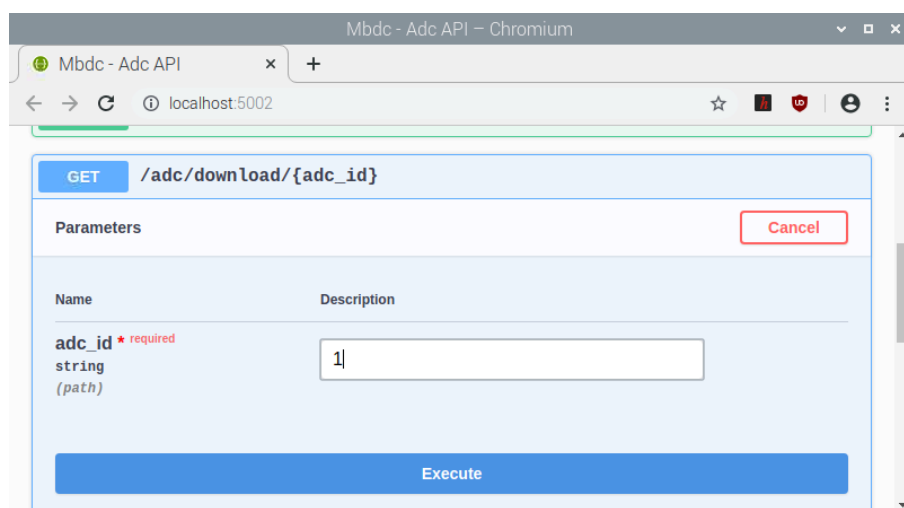 Mbdc - Adc API – Chromium
Mbdc - Adc API
localhost:5002
GET /adc/download/{adc_id}
Parameters Cancel
Name Description
adc_id * required
string
(path)
1
Execute